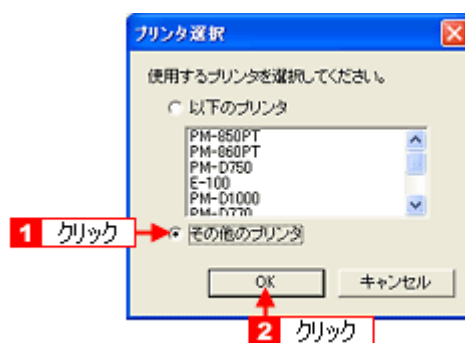 プリンタ選択
使用するプリンタを選択してください。
以下のプリンタ
PM-850PT
PM-860PT
PM-D750
E-100
PM-D1000
PM-D770
1 クリック
その他のプリンタ
OK キャンセル
2 クリック